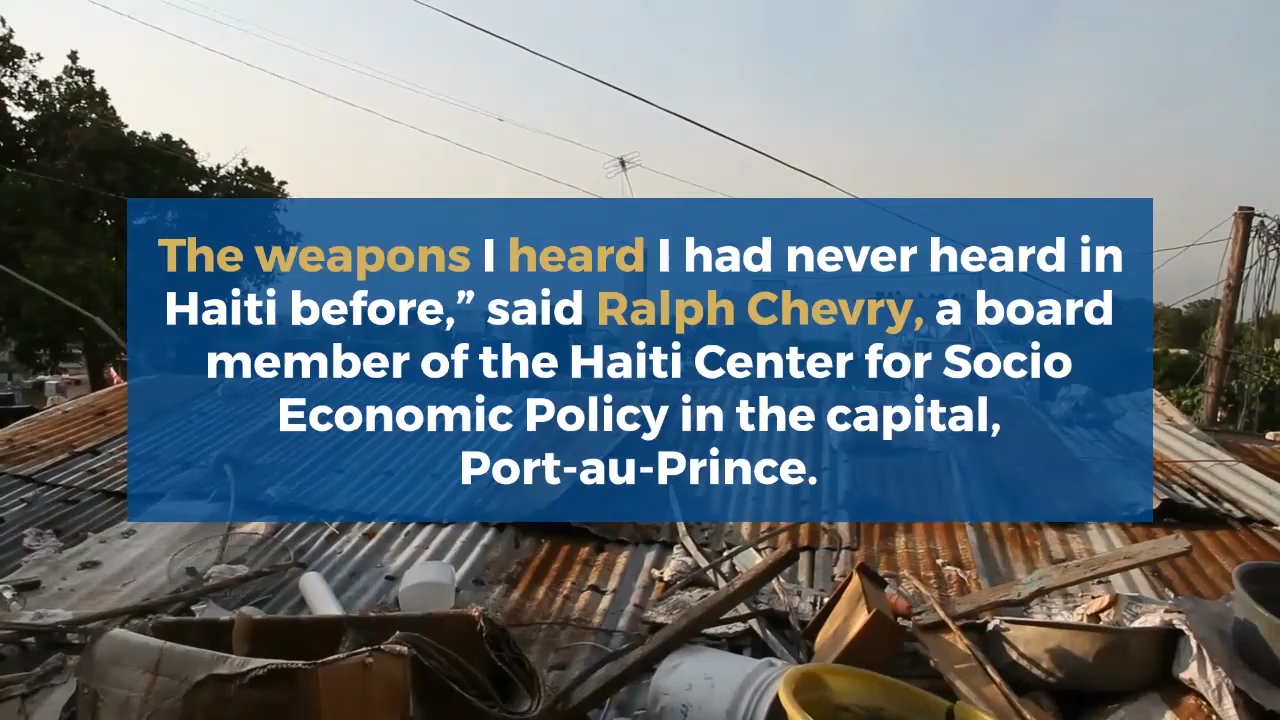 The weapons I heard I had never heard in
Haiti before,” said Ralph Chevry, a board
member of the Haiti Center for Socio
Economic Policy in the capital,
Port-au-Prince.